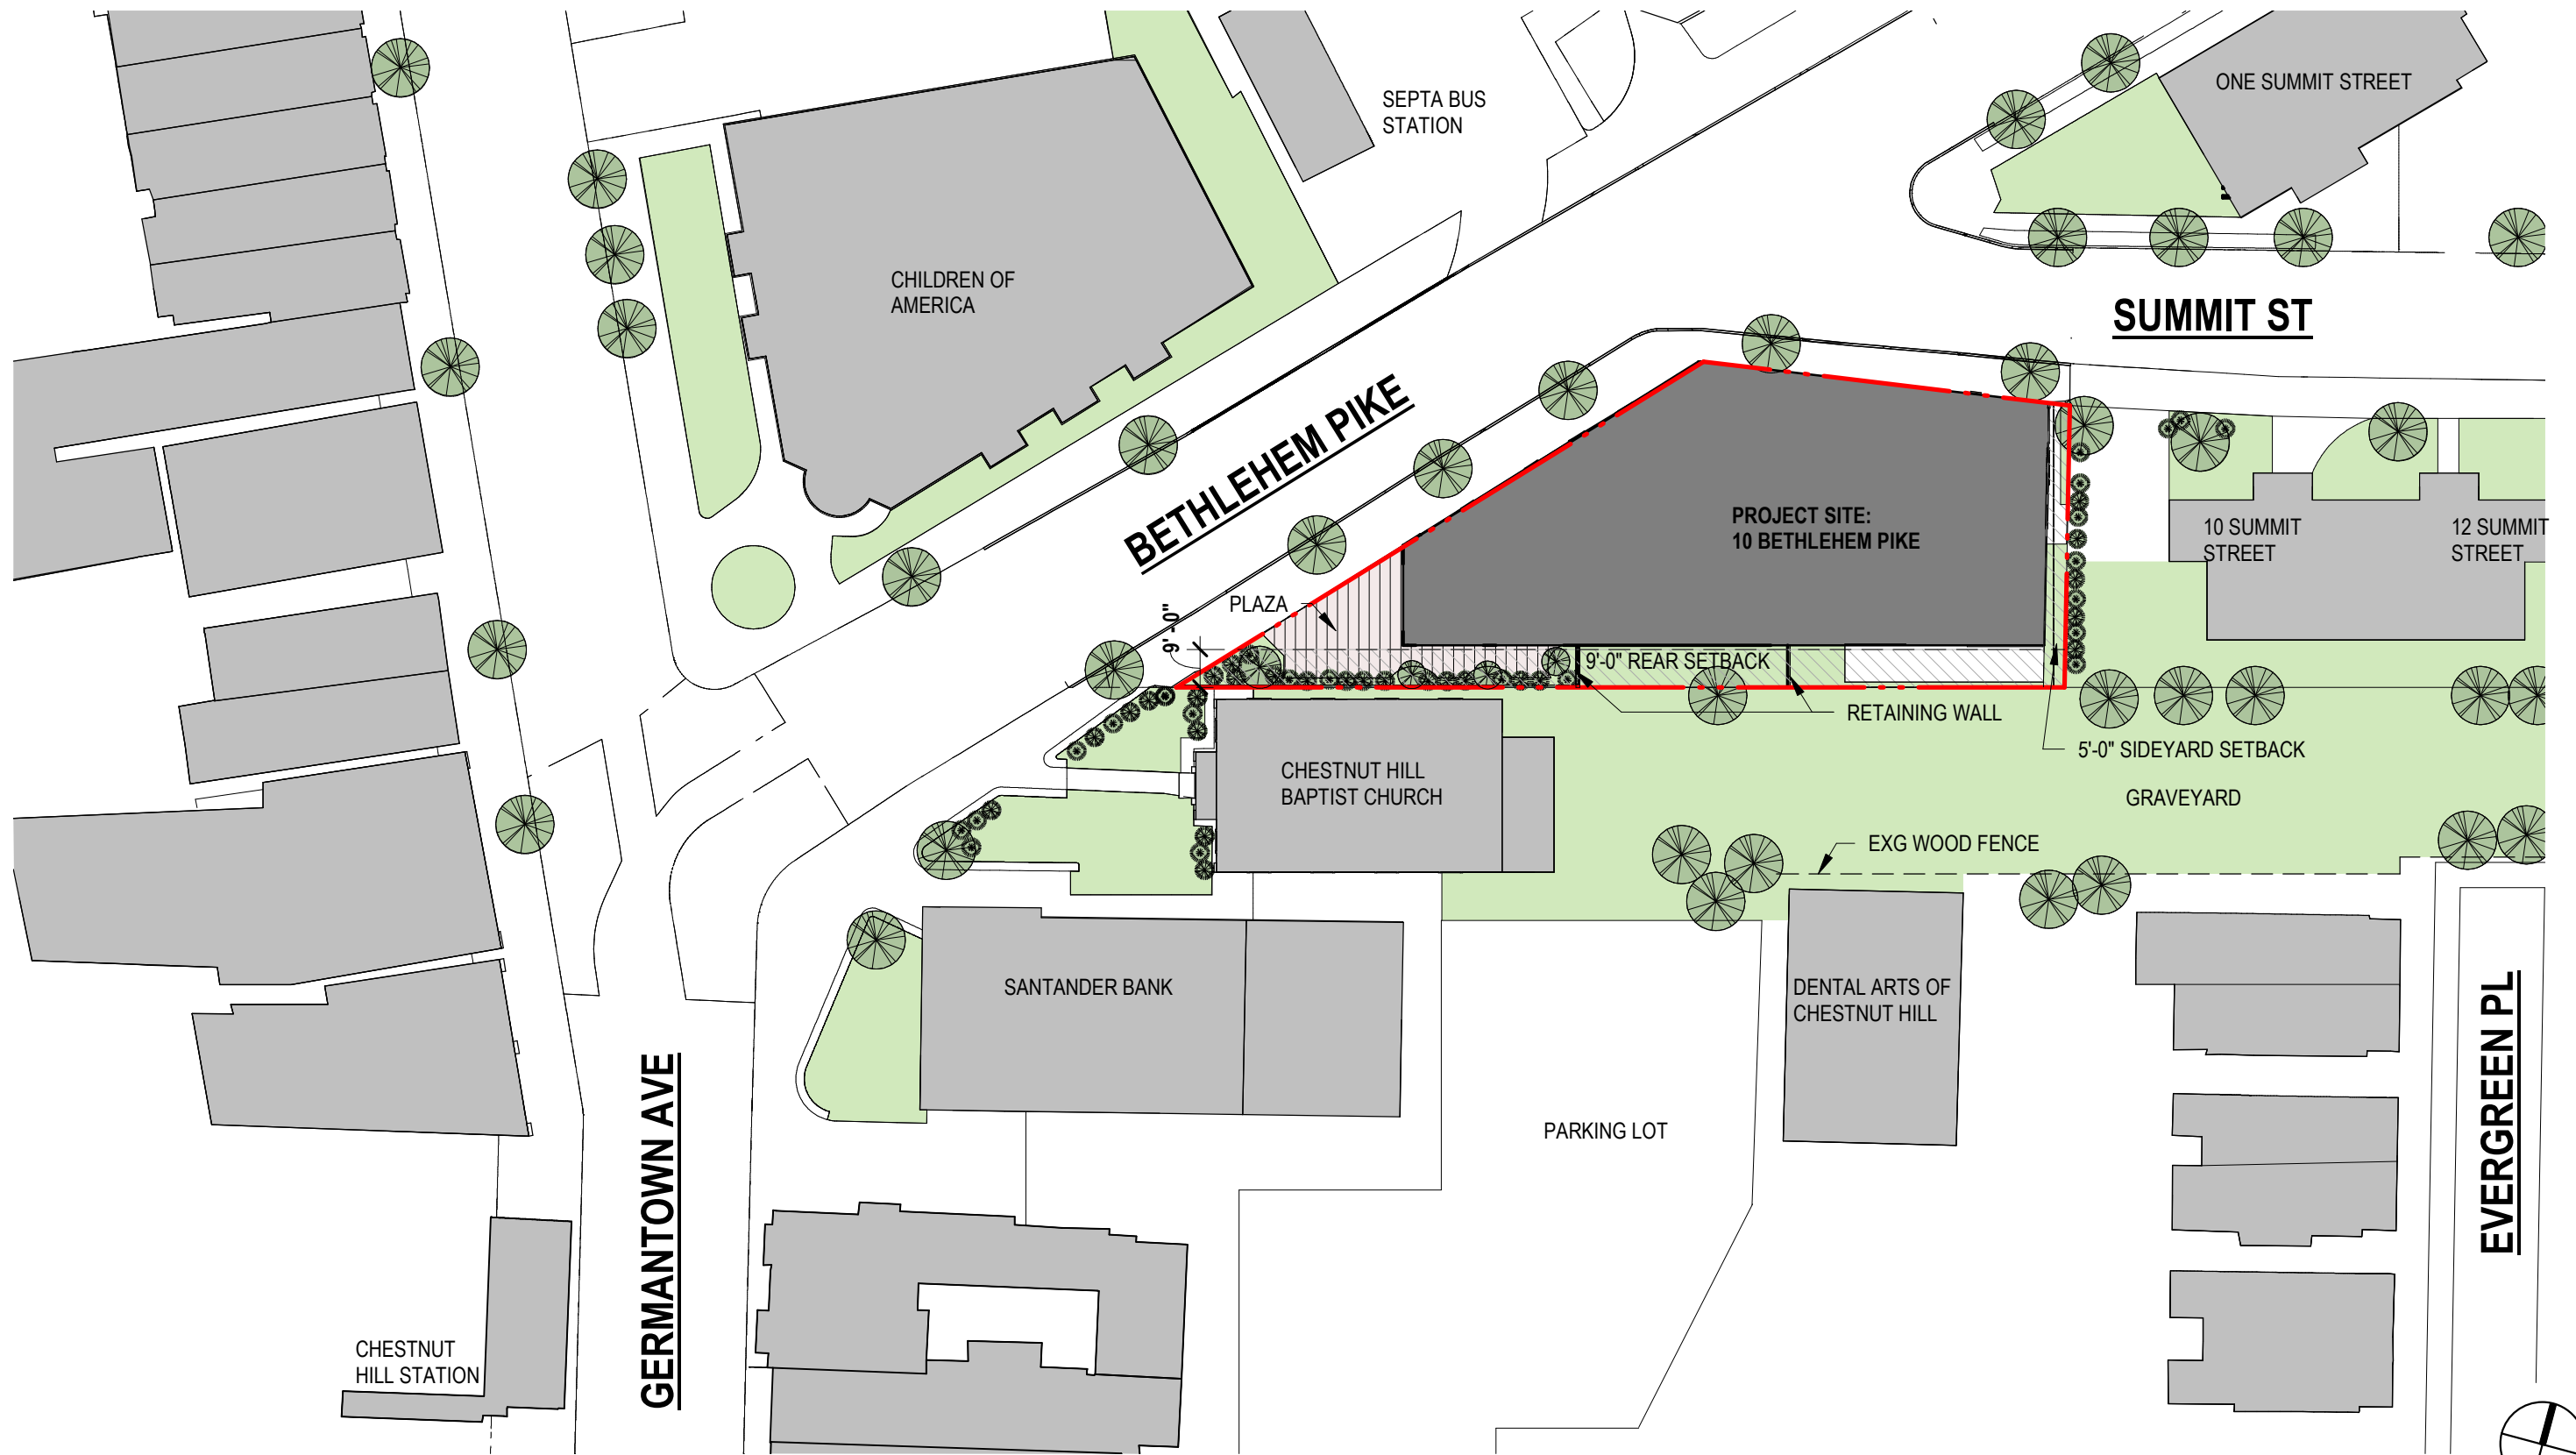 ONE SUMMIT STREET
SEPTA BUS
STATION
CHILDREN OF
AMERICA
SUMMIT ST
BETHLEHEM PIKE
PROJECT SITE:
10 BETHLEHEM PIKE
10 SUMMIT
STREET
12 SUMMIT
STREET
PLAZA
9'-0"
9'-0" REAR SETBACK
RETAINING WALL
5'-0" SIDEYARD SETBACK
CHESTNUT HILL
BAPTIST CHURCH
GRAVEYARD
EXG WOOD FENCE
SANTANDER BANK
DENTAL ARTS OF
CHESTNUT HILL
PARKING LOT
GERMANTOWN AVE
EVERGREEN PL
CHESTNUT
HILL STATION